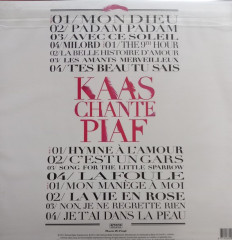 01/ MON DIEU
02/ PADAM PADAM
03/ AVEC CE SOLEIL
04/ MILORD 01/ THE 9TH HOUR
02/ LA BELLE HISTOIRE D'AMOUR
03/ LES AMANTS MERVEILLEUX
04/ T'ES BEAU TU SAIS
KAAS
CHANTE
PIAF
01/ HYMNE À L'AMOUR
02/ C'EST UN GARS
03/ SONG FOR THE LITTLE SPARROW
04/ LA FOULE
01/ MON MANÈGE À MOI
02/ LA VIE EN ROSE
03/ NON, JE NE REGRETTE RIEN
04/ JE T'AI DANS LA PEAU